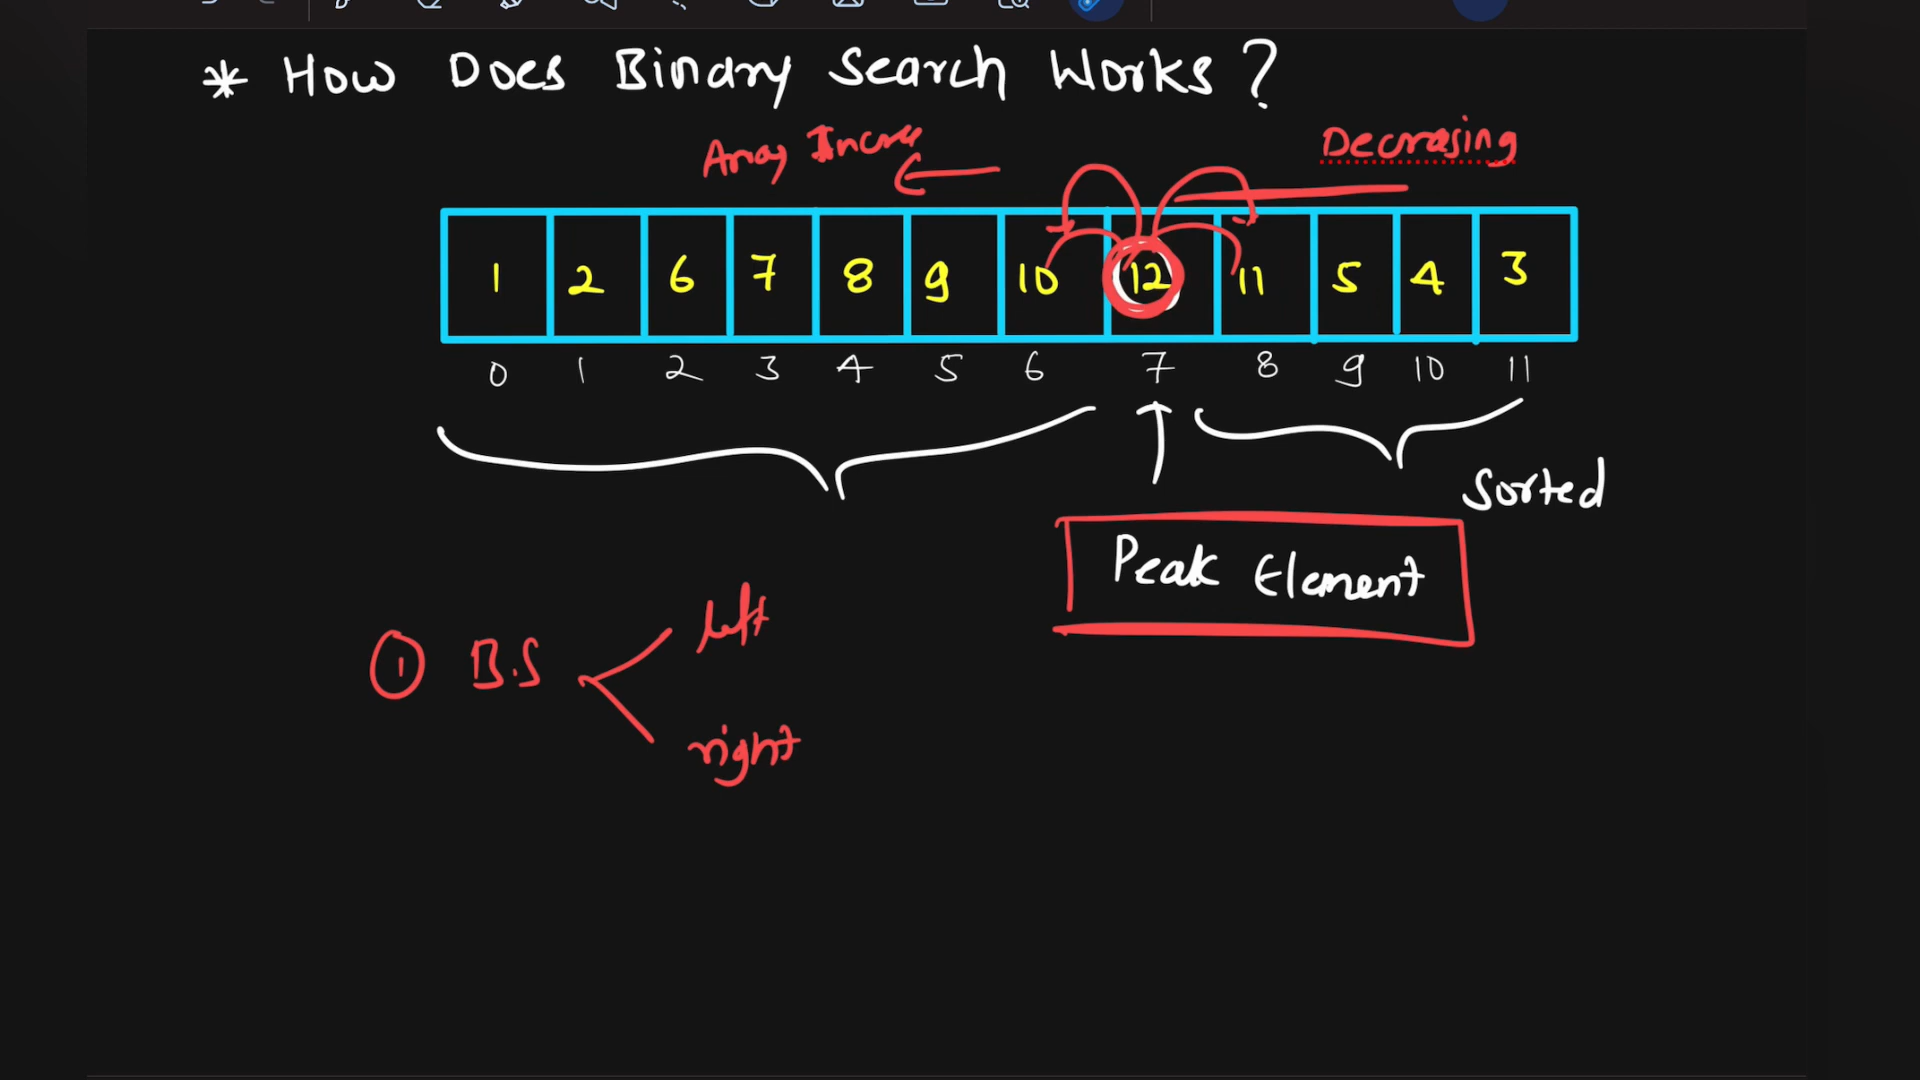 * How Does Binary Search Works?
Array Incre
Decrasing
1 2 6 7 8 9 10 12 11 5 4 3
0 1 2 3 4 5 6 7 8 9 10 11
Sorted
Peak Element
left
1 B.S
right